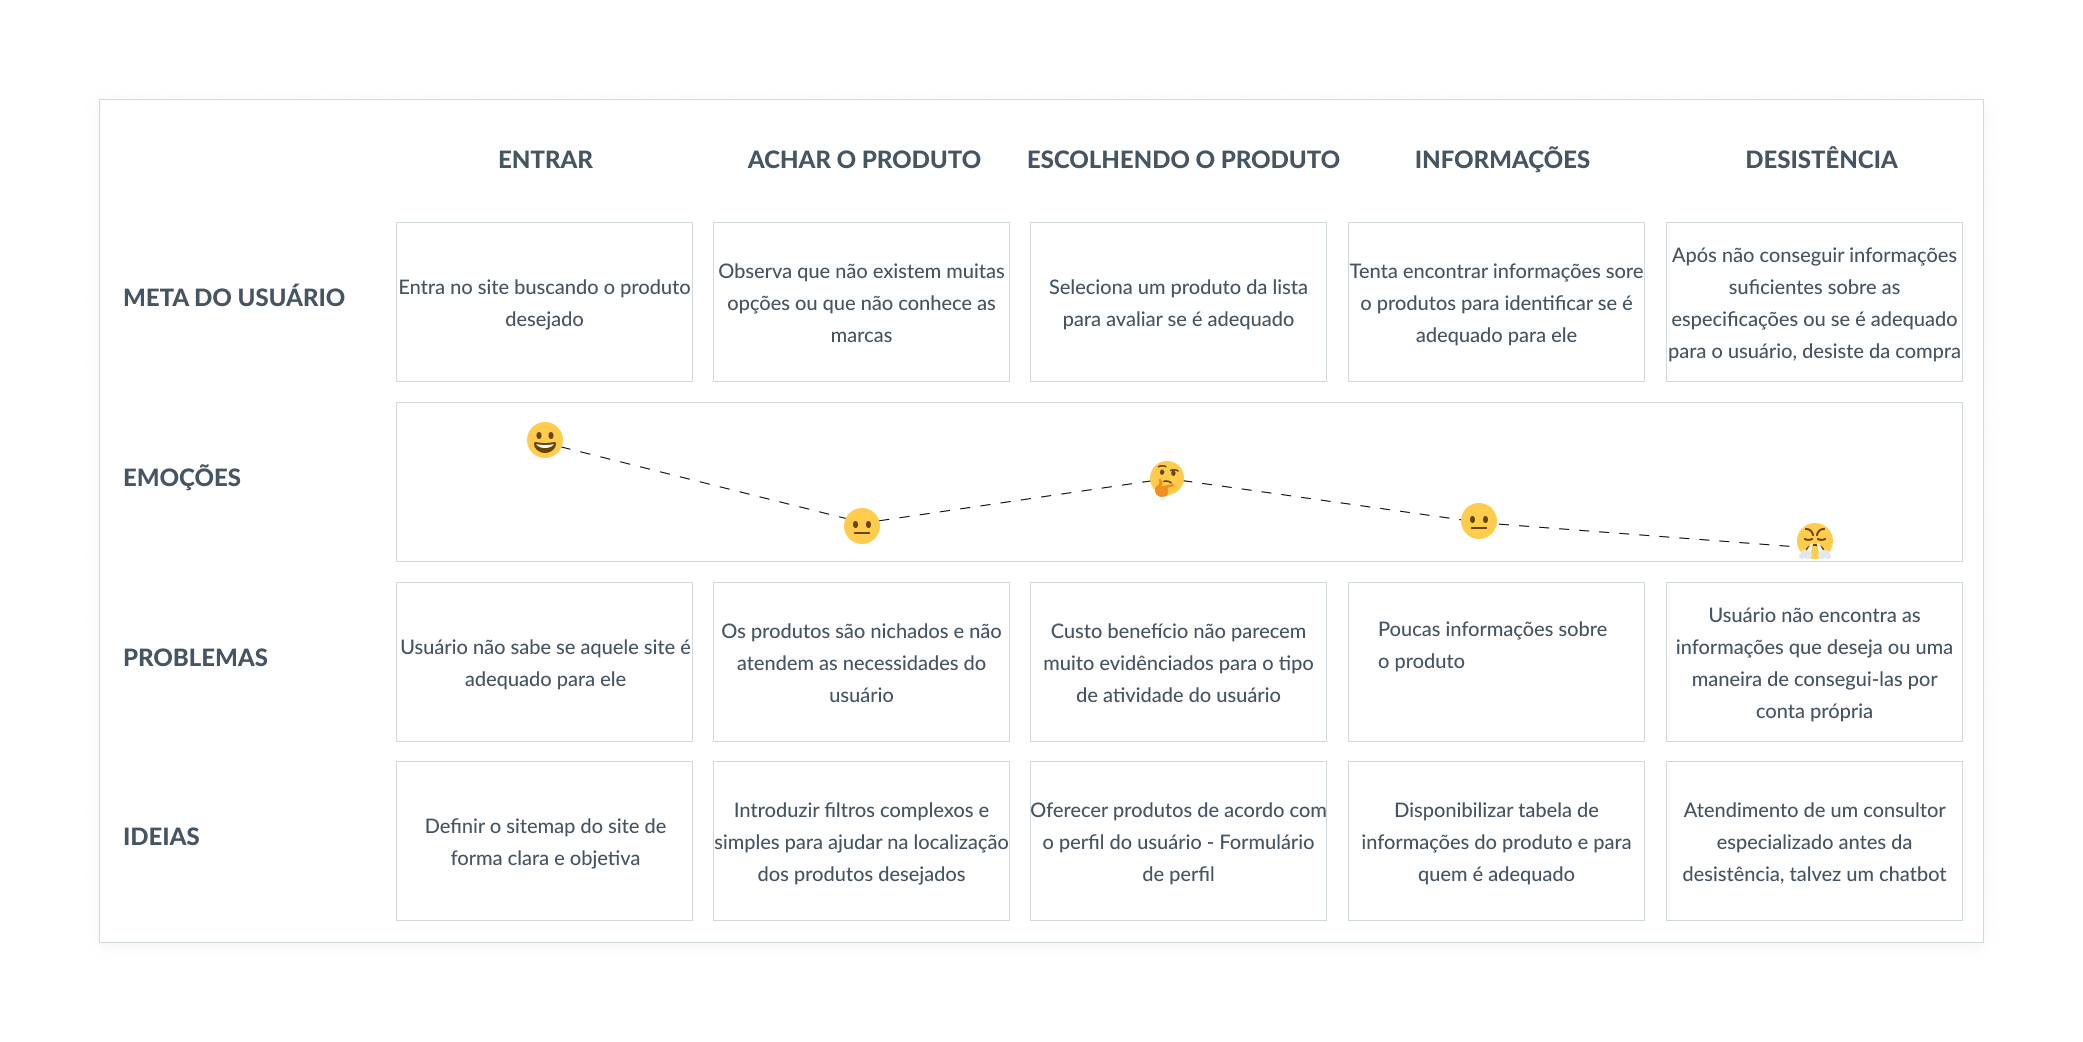 ENTRAR
ACHAR O PRODUTO
ESCOLHENDO O PRODUTO
INFORMAÇÕES
DESISTÊNCIA
META DO USUÁRIO
Entra no site buscando o produto
desejado
Observa que não existem muitas
opções ou que não conhece as
marcas
Seleciona um produto da lista
para avaliar se é adequado
Tenta encontrar informações sore
o produtos para identificar se é
adequado para ele
Após não conseguir informações
suficientes sobre as
especificações ou se é adequado
para o usuário, desiste da compra
EMOÇÕES
PROBLEMAS
Usuário não sabe se aquele site é
adequado para ele
Os produtos são nichados e não
atendem as necessidades do
usuário
Custo benefício não parecem
muito evidênciados para o tipo
de atividade do usuário
Poucas informações sobre
o produto
Usuário não encontra as
informações que deseja ou uma
maneira de consegui-las por
conta própria
IDEIAS
Definir o sitemap do site de
forma clara e objetiva
Introduzir filtros complexos e
simples para ajudar na localização
dos produtos desejados
Oferecer produtos de acordo com
o perfil do usuário - Formulário
de perfil
Disponibilizar tabela de
informações do produto e para
quem é adequado
Atendimento de um consultor
especializado antes da
desistência, talvez um chatbot